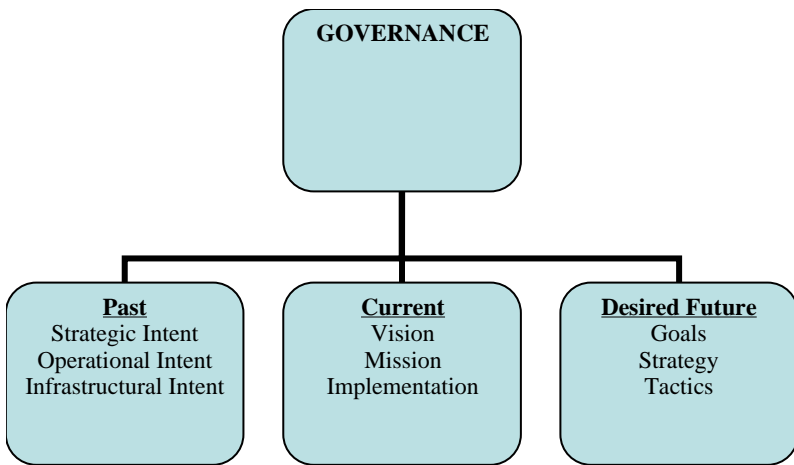 GOVERNANCE
Past
Strategic Intent
Operational Intent
Infrastructural Intent
Current
Vision
Mission
Implementation
Desired Future
Goals
Strategy
Tactics